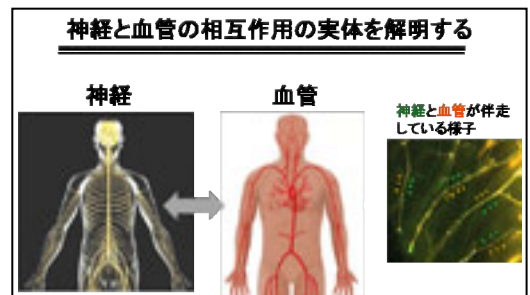 神経と血管の相互作用の実体を解明する
神経
血管
神経と血管が伴走
している様子